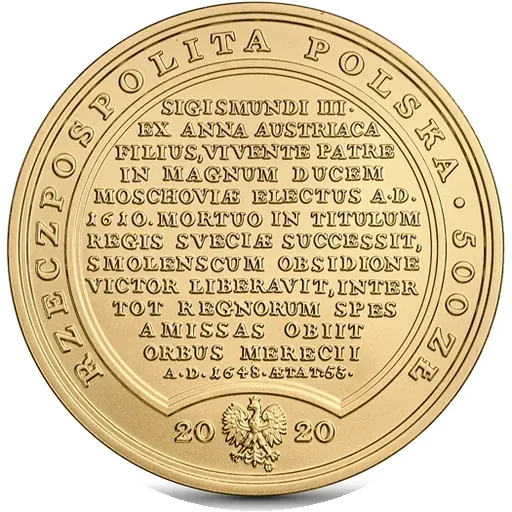 RZECZPOSPOLITA POLSKA · 500 ZŁ
SIGISMUNDI III·
EX ANNA AUSTRIACA
FILIUS, VIVENTE PATRE
IN MAGNUM DUCEM
MOSCHOVIÆ ELECTUS A.D.
1610. MORTUO IN TITULUM
REGIS SVECIÆ SUCCESSIT,
SMOLENSCUM OBSIDIONE
VICTOR LIBERAVIT, INTER
TOT REGNORUM SPES
AMISSAS OBIIT
ORBUS MERECII
A.D. 1648. ÆTAT: 53.
20 20